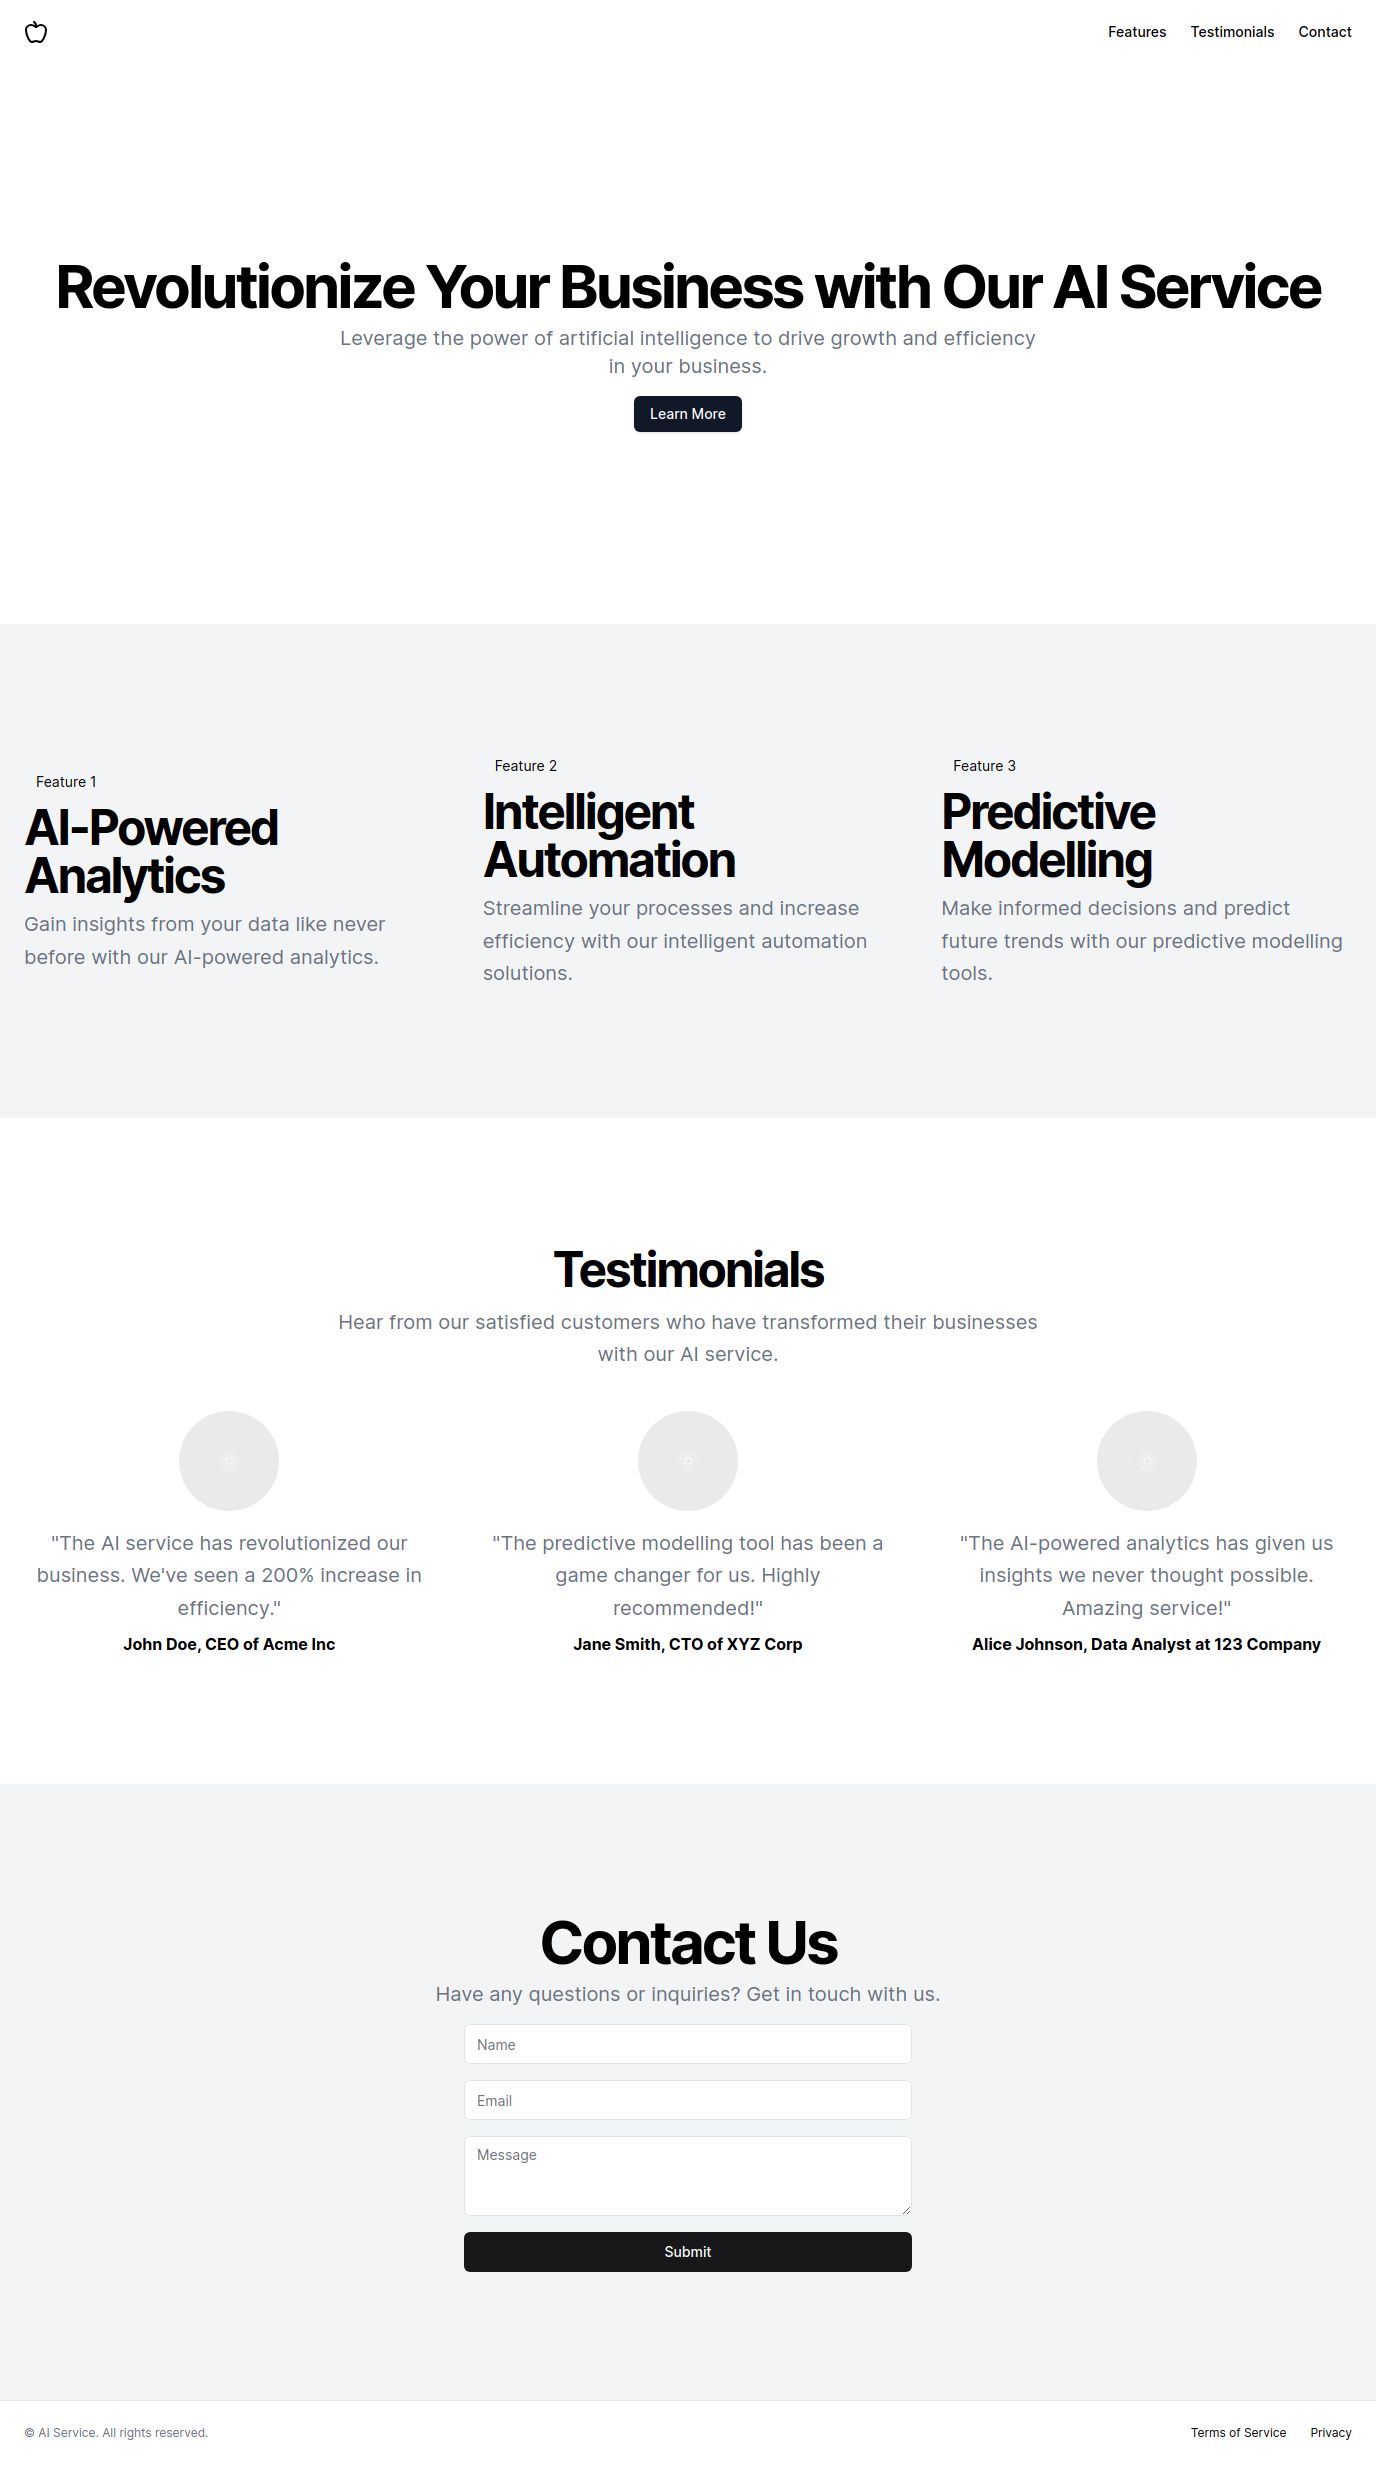 Features Testimonials Contact
Revolutionize Your Business with Our AI Service
Leverage the power of artificial intelligence to drive growth and efficiency
in your business.
Learn More
Feature 1
AI-Powered
Analytics
Gain insights from your data like never
before with our AI-powered analytics.
Feature 2
Intelligent
Automation
Streamline your processes and increase
efficiency with our intelligent automation
solutions.
Feature 3
Predictive
Modelling
Make informed decisions and predict
future trends with our predictive modelling
tools.
Testimonials
Hear from our satisfied customers who have transformed their businesses
with our AI service.
"The AI service has revolutionized our
business. We've seen a 200% increase in
efficiency."
John Doe, CEO of Acme Inc
"The predictive modelling tool has been a
game changer for us. Highly
recommended!"
Jane Smith, CTO of XYZ Corp
"The AI-powered analytics has given us
insights we never thought possible.
Amazing service!"
Alice Johnson, Data Analyst at 123 Company
Contact Us
Have any questions or inquiries? Get in touch with us.
Name
Email
Message
Submit
© AI Service. All rights reserved.
Terms of Service Privacy